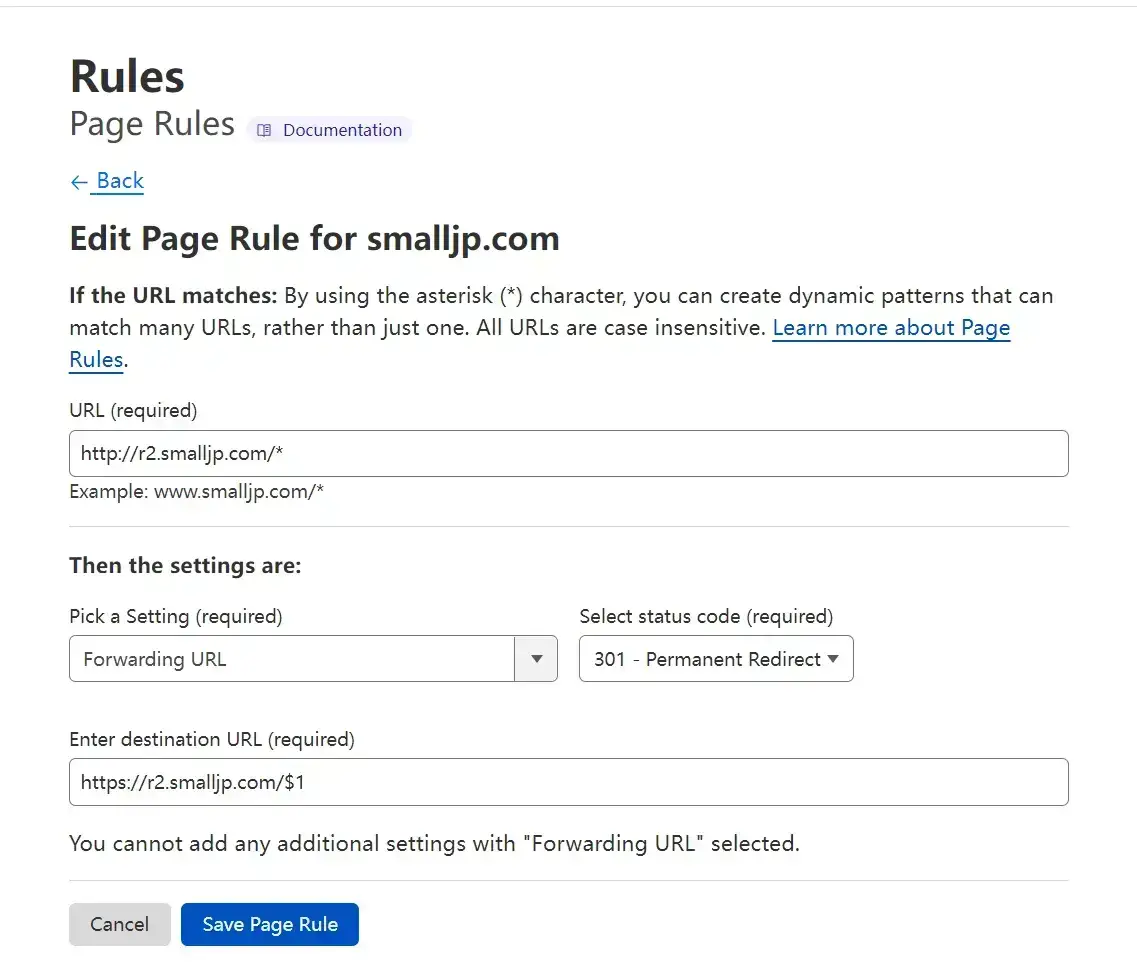 Rules
Page Rules Documentation
← Back
Edit Page Rule for smalljp.com
If the URL matches: By using the asterisk (*) character, you can create dynamic patterns that can
match many URLs, rather than just one. All URLs are case insensitive. Learn more about Page
Rules.
URL (required)
http://r2.smalljp.com/*
Example: www.smalljp.com/*
Then the settings are:
Pick a Setting (required) Select status code (required)
Forwarding URL 301 - Permanent Redirect
Enter destination URL (required)
https://r2.smalljp.com/$1
You cannot add any additional settings with "Forwarding URL" selected.
Cancel Save Page Rule